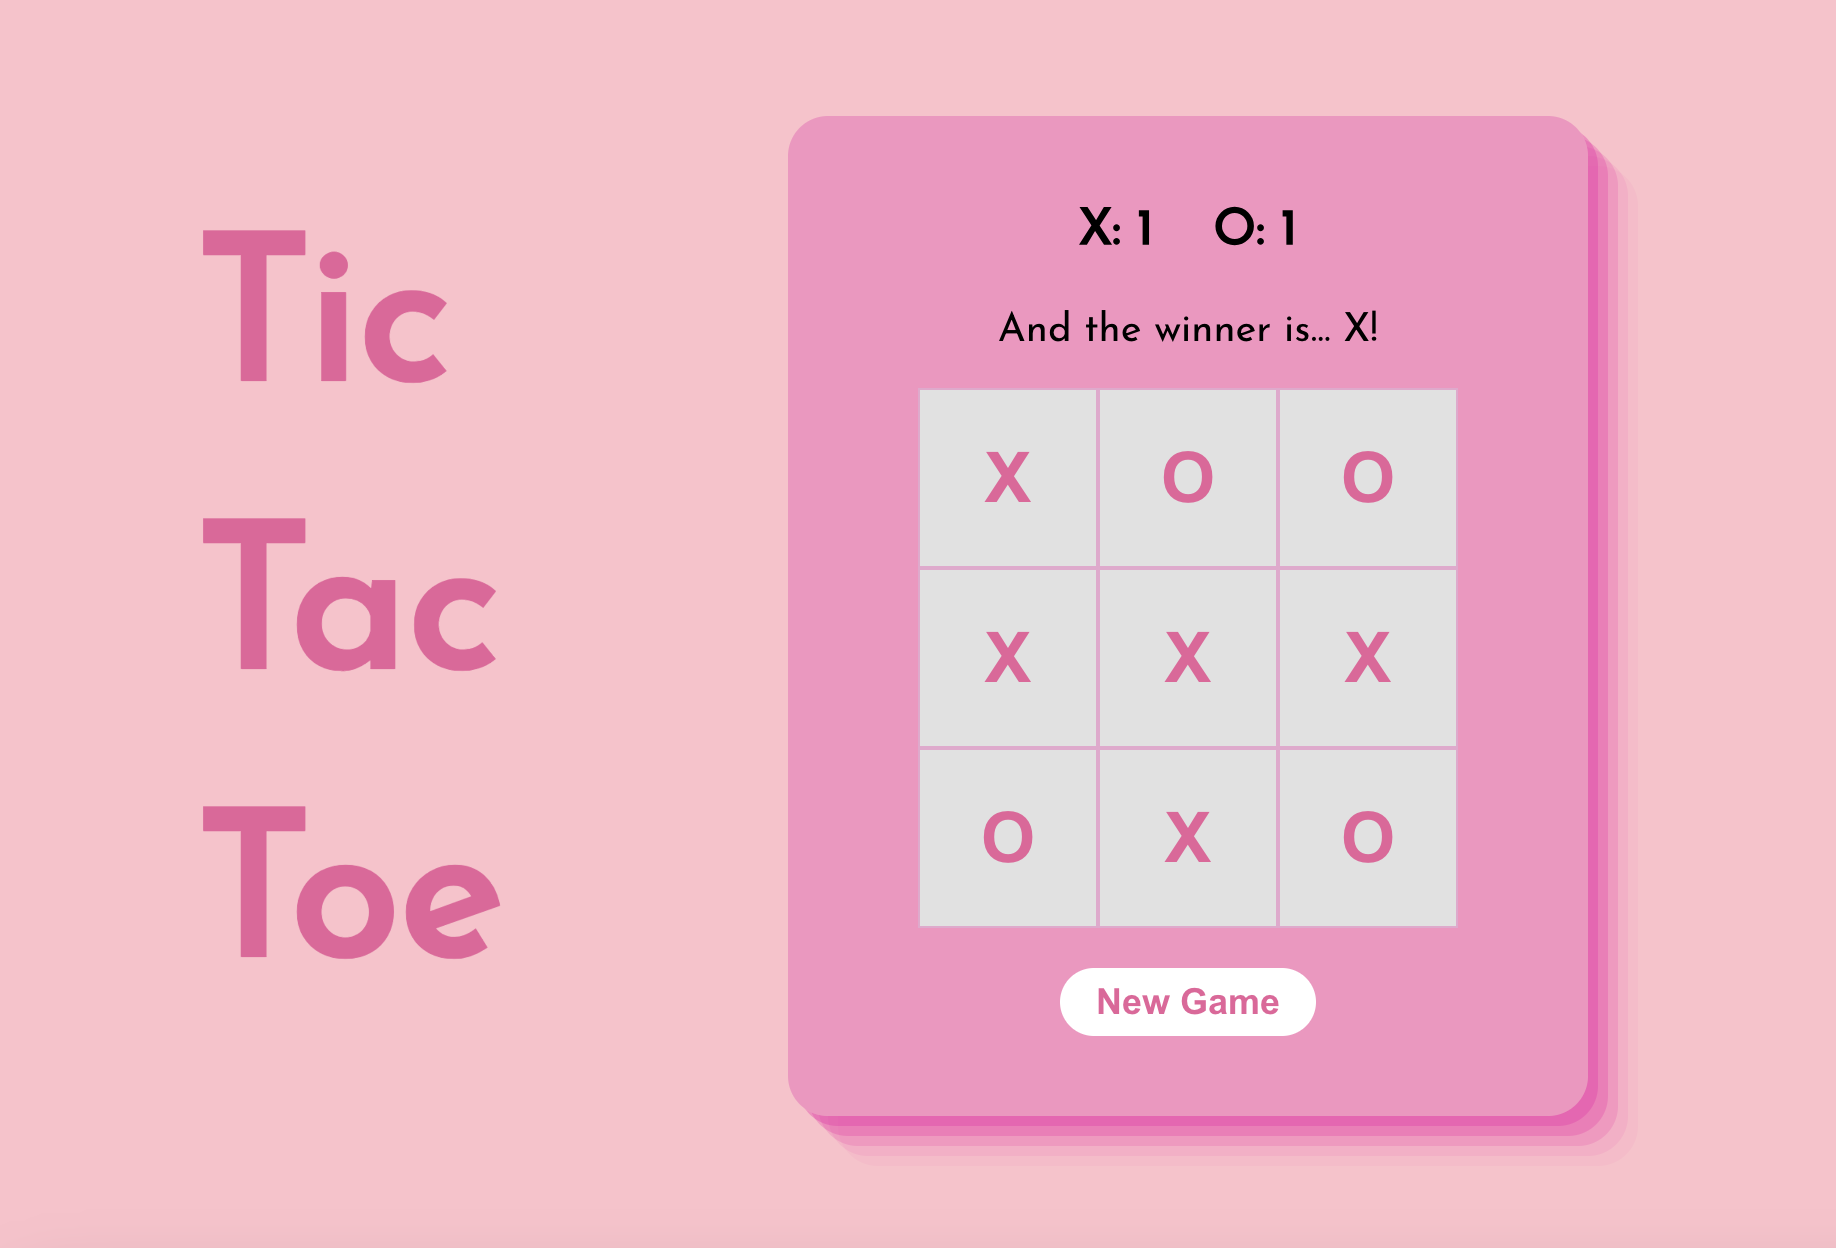 Tic
Tac
Toe
X: 1 O: 1
And the winner is... X!
X O O
X X X
O X O
New Game